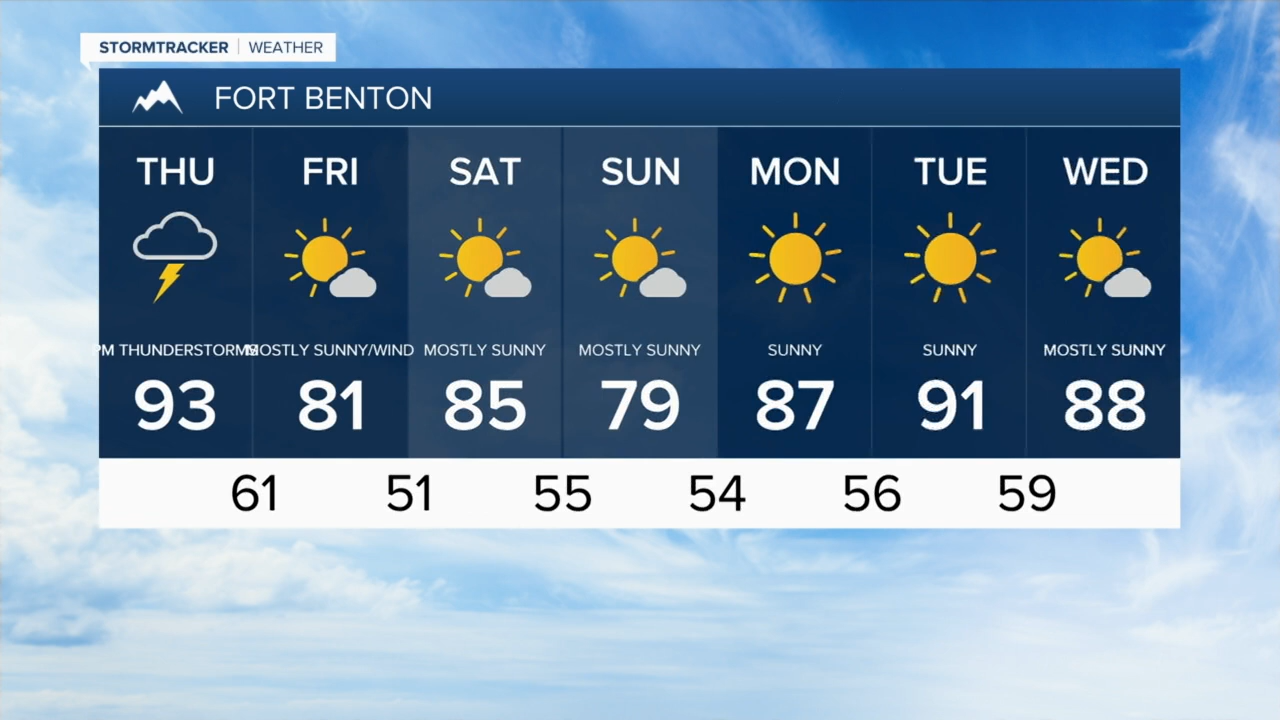 STORMTRACKER | WEATHER
FORT BENTON
THU FRI SAT SUN MON TUE WED
PM THUNDERSTORMS MOSTLY SUNNY/WIND MOSTLY SUNNY MOSTLY SUNNY SUNNY SUNNY MOSTLY SUNNY
93 81 85 79 87 91 88
61 51 55 54 56 59